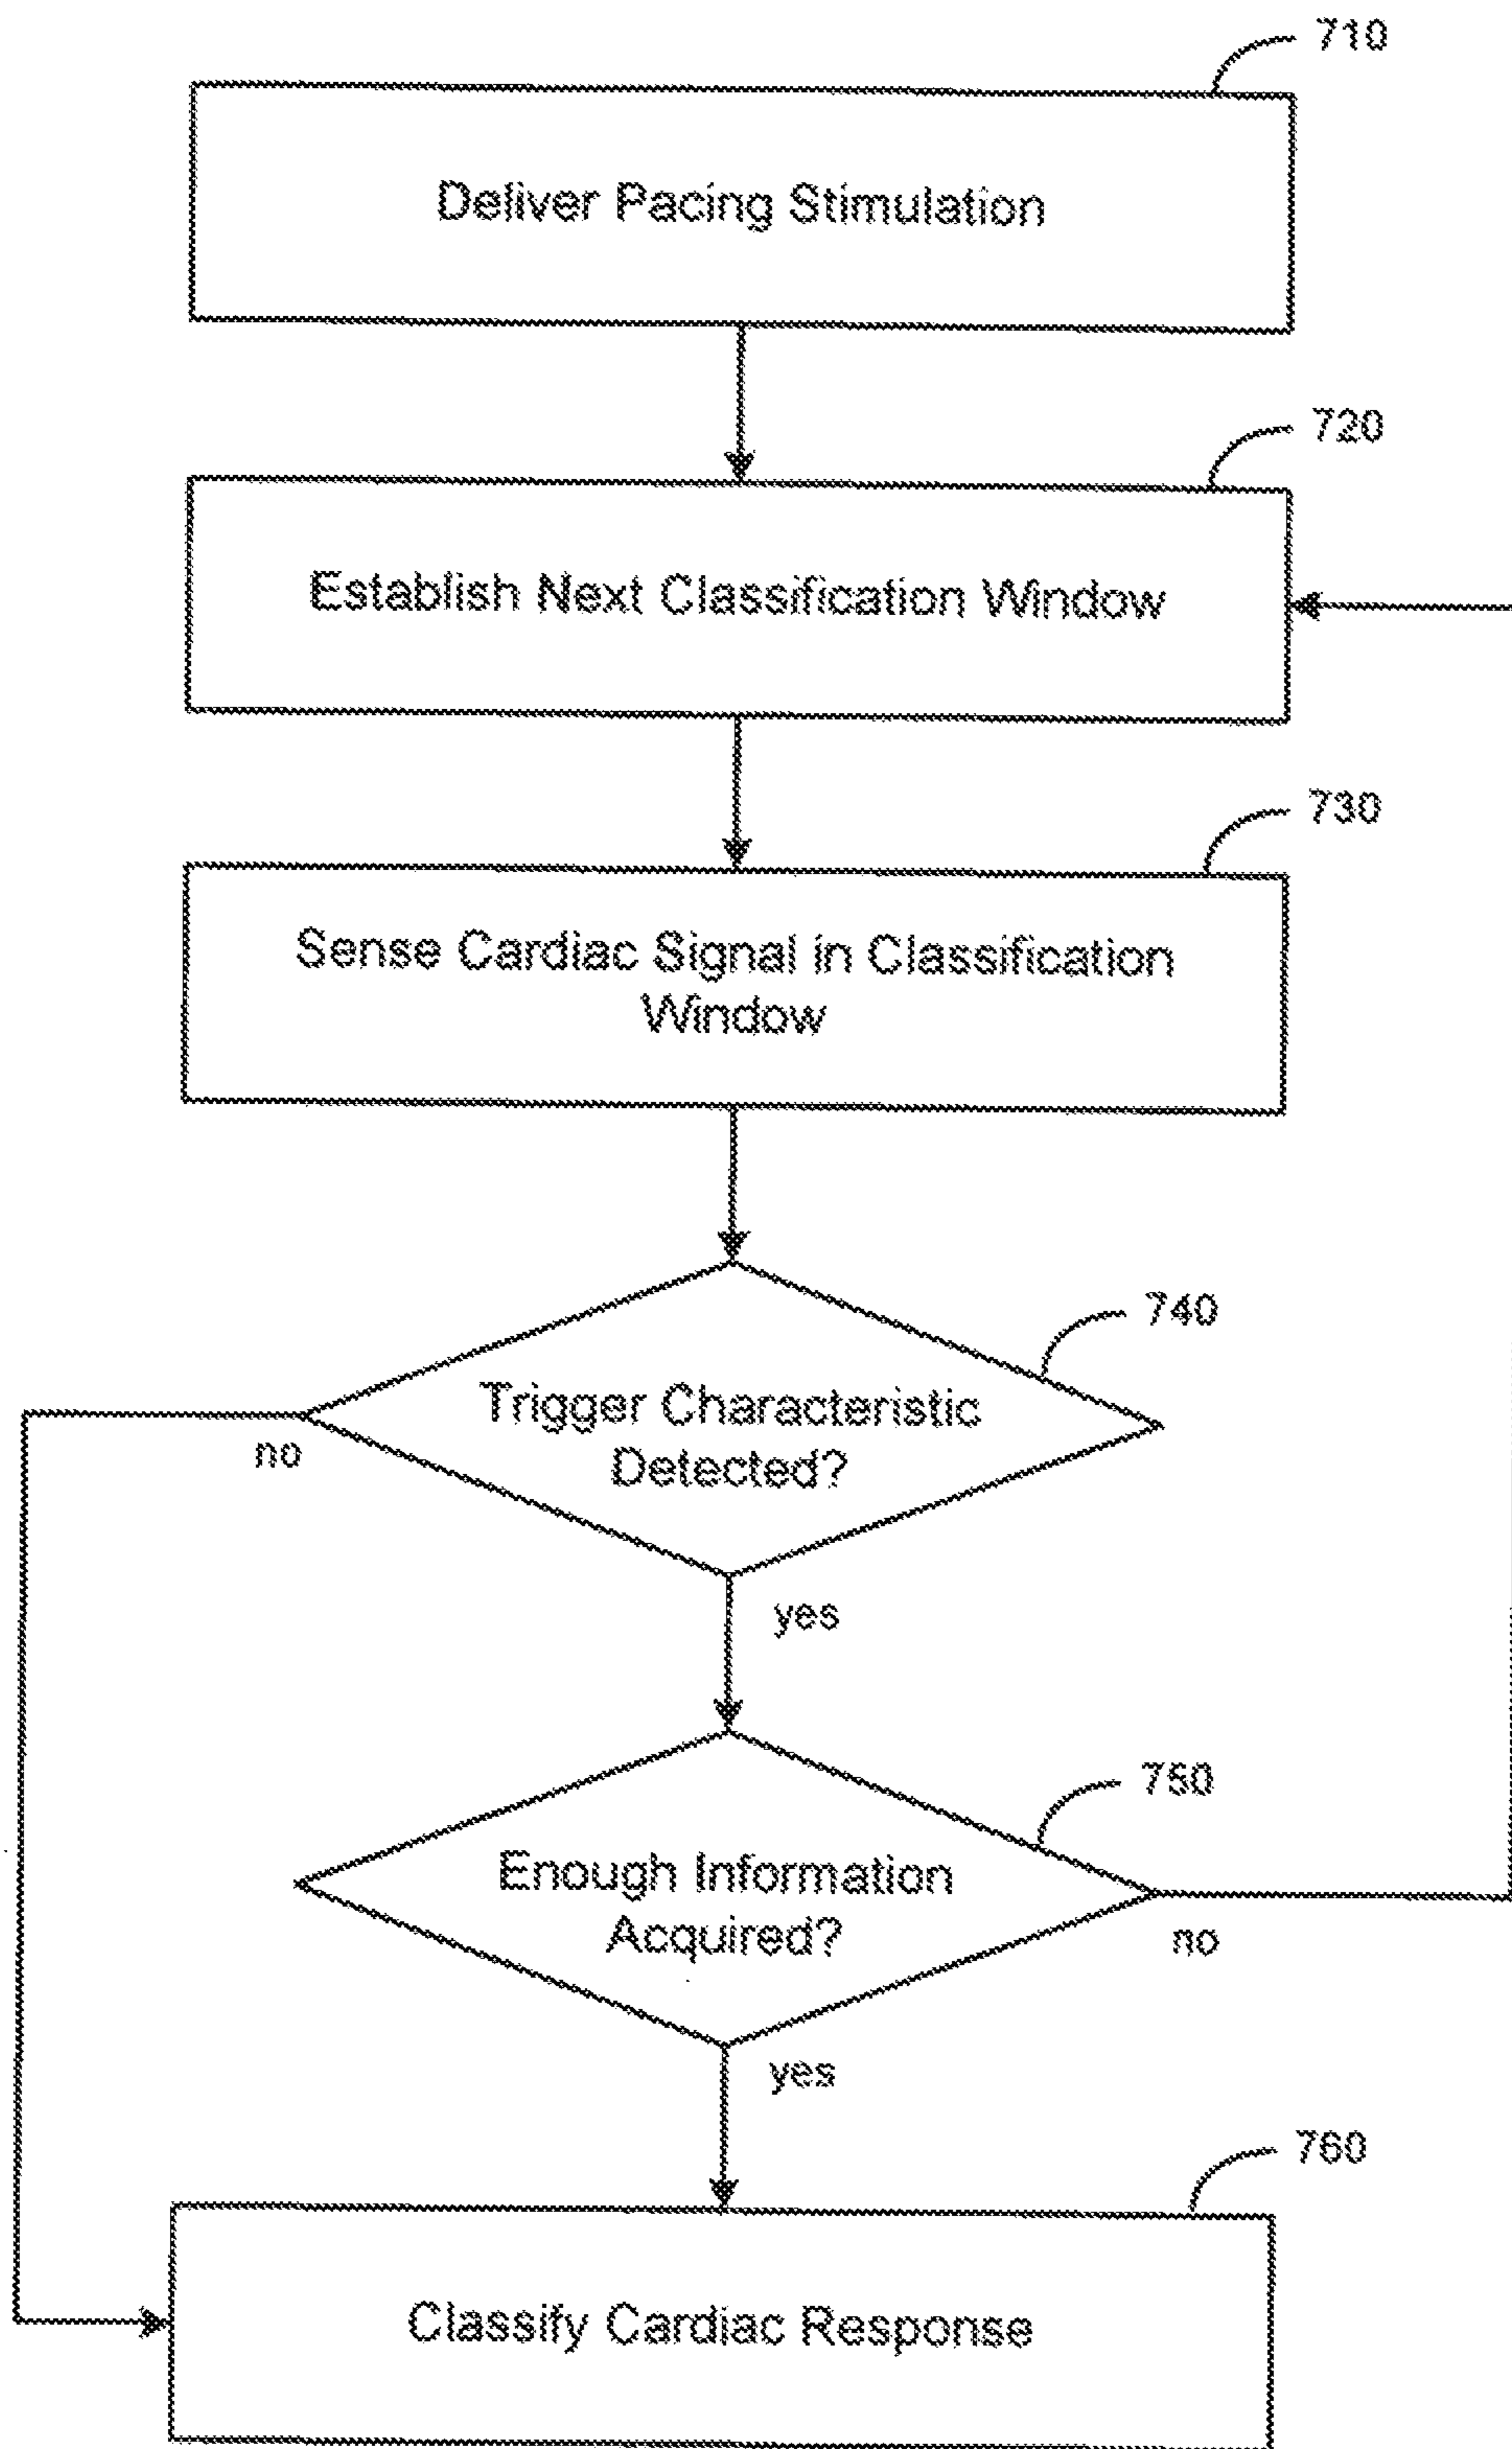 710
Deliver Pacing Stimulation
720
Establish Next Classification Window
730
Sense Cardiac Signal in Classification
Window
740
Trigger Characteristic
Detected?
no
yes
750
Enough Information
Acquired?
no
yes
760
Classify Cardiac Response